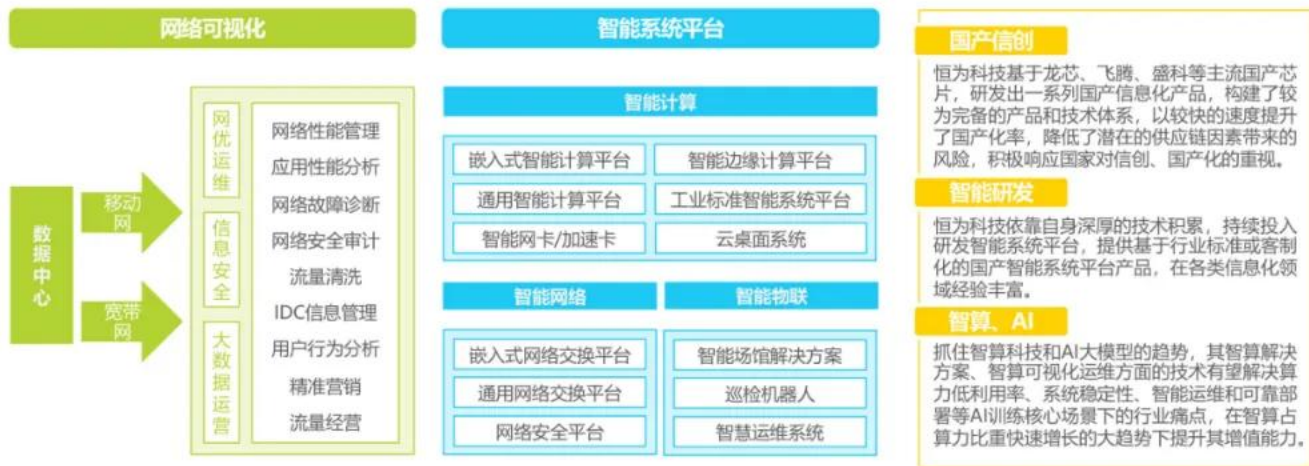 网络可视化
数据中心
移动
网
宽带
网
网优运维
信息安全
大数据运营
网络性能管理
应用性能分析
网络故障诊断
网络安全审计
流量清洗
IDC信息管理
用户行为分析
精准营销
流量经营
智能系统平台
智能计算
嵌入式智能计算平台
智能边缘计算平台
通用智能计算平台
工业标准智能系统平台
智能网卡/加速卡
云桌面系统
智能网络
嵌入式网络交换平台
通用网络交换平台
网络安全平台
智能物联
智能场馆解决方案
巡检机器人
智慧运维系统
国产信创
恒为科技基于龙芯、飞腾、盛科等主流国产芯
片，研发出一系列国产信息化产品，构建了较
为完备的产品和技术体系，以较快的速度提升
了国产化率，降低了潜在的供应链因素带来的
风险，积极响应国家对信创、国产化的重视。
智能研发
恒为科技依靠自身深厚的技术积累，持续投入
研发智能系统平台，提供基于行业标准或客制
化的国产智能系统平台产品，在各类信息化领
域经验丰富。
智算、AI
抓住智算科技和AI大模型的趋势，其智算解决
方案、智算可视化运维方面的技术有望解决算
力低利用率、系统稳定性、智能运维和可靠部
署等AI训练核心场景下的行业痛点，在智算占
算力比重快速增长的大趋势下提升其增值能力。